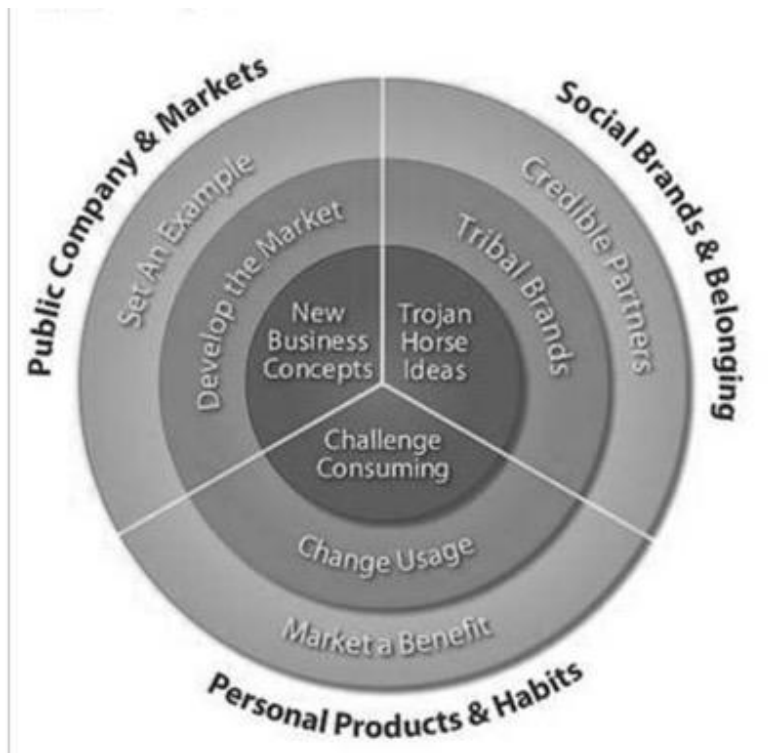 Public Company & Markets
Social Brands & Belonging
Set An Example
Credible Partners
Develop the Market
Tribal Brands
New
Business
Concepts
Trojan
Horse
Ideas
Challenge
Consuming
Change Usage
Market a Benefit
Personal Products & Habits